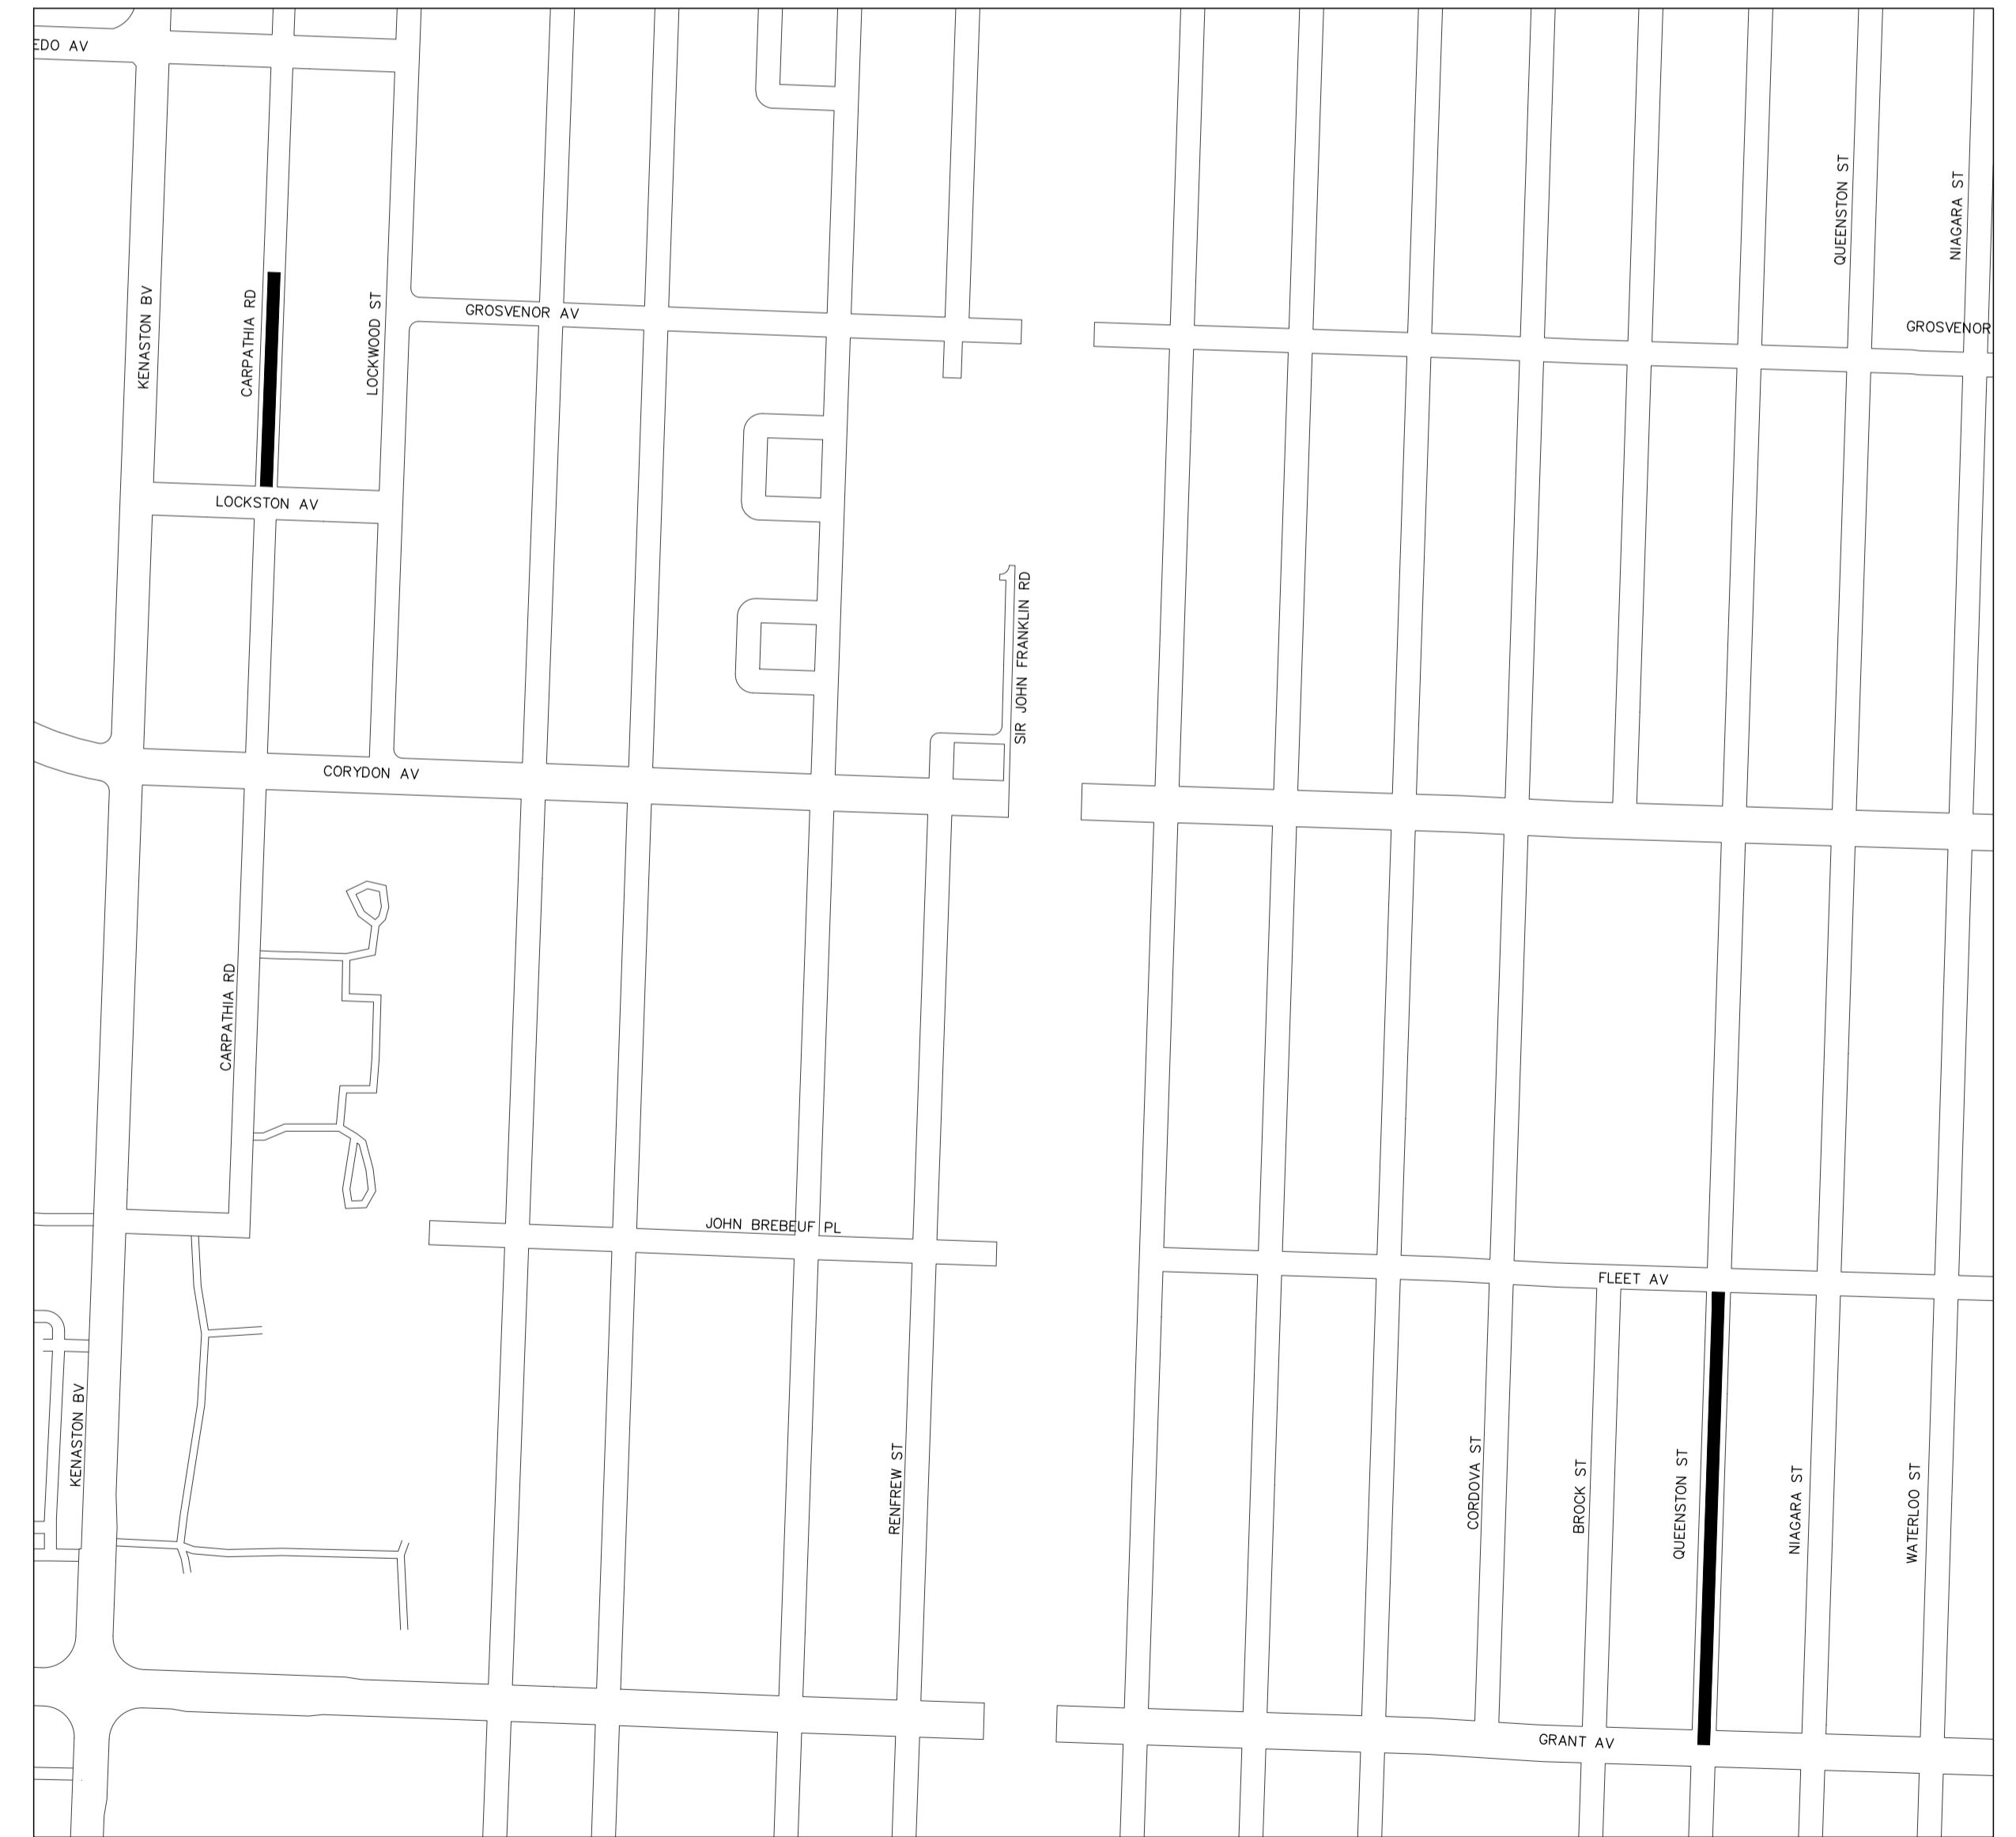 EDO AV
QUEENSTON ST
NIAGARA ST
KENASTON BV
CARPATHIA RD
LOCKWOOD ST
GROSVENOR AV
GROSVENOR
LOCKSTON AV
SIR JOHN FRANKLIN RD
CORYDON AV
CARPATHIA RD
JOHN BREBEUF PL
FLEET AV
KENASTON BV
RENFREW ST
CORDOVA ST
BROCK ST
QUEENSTON ST
NIAGARA ST
WATERLOO ST
GRANT AV